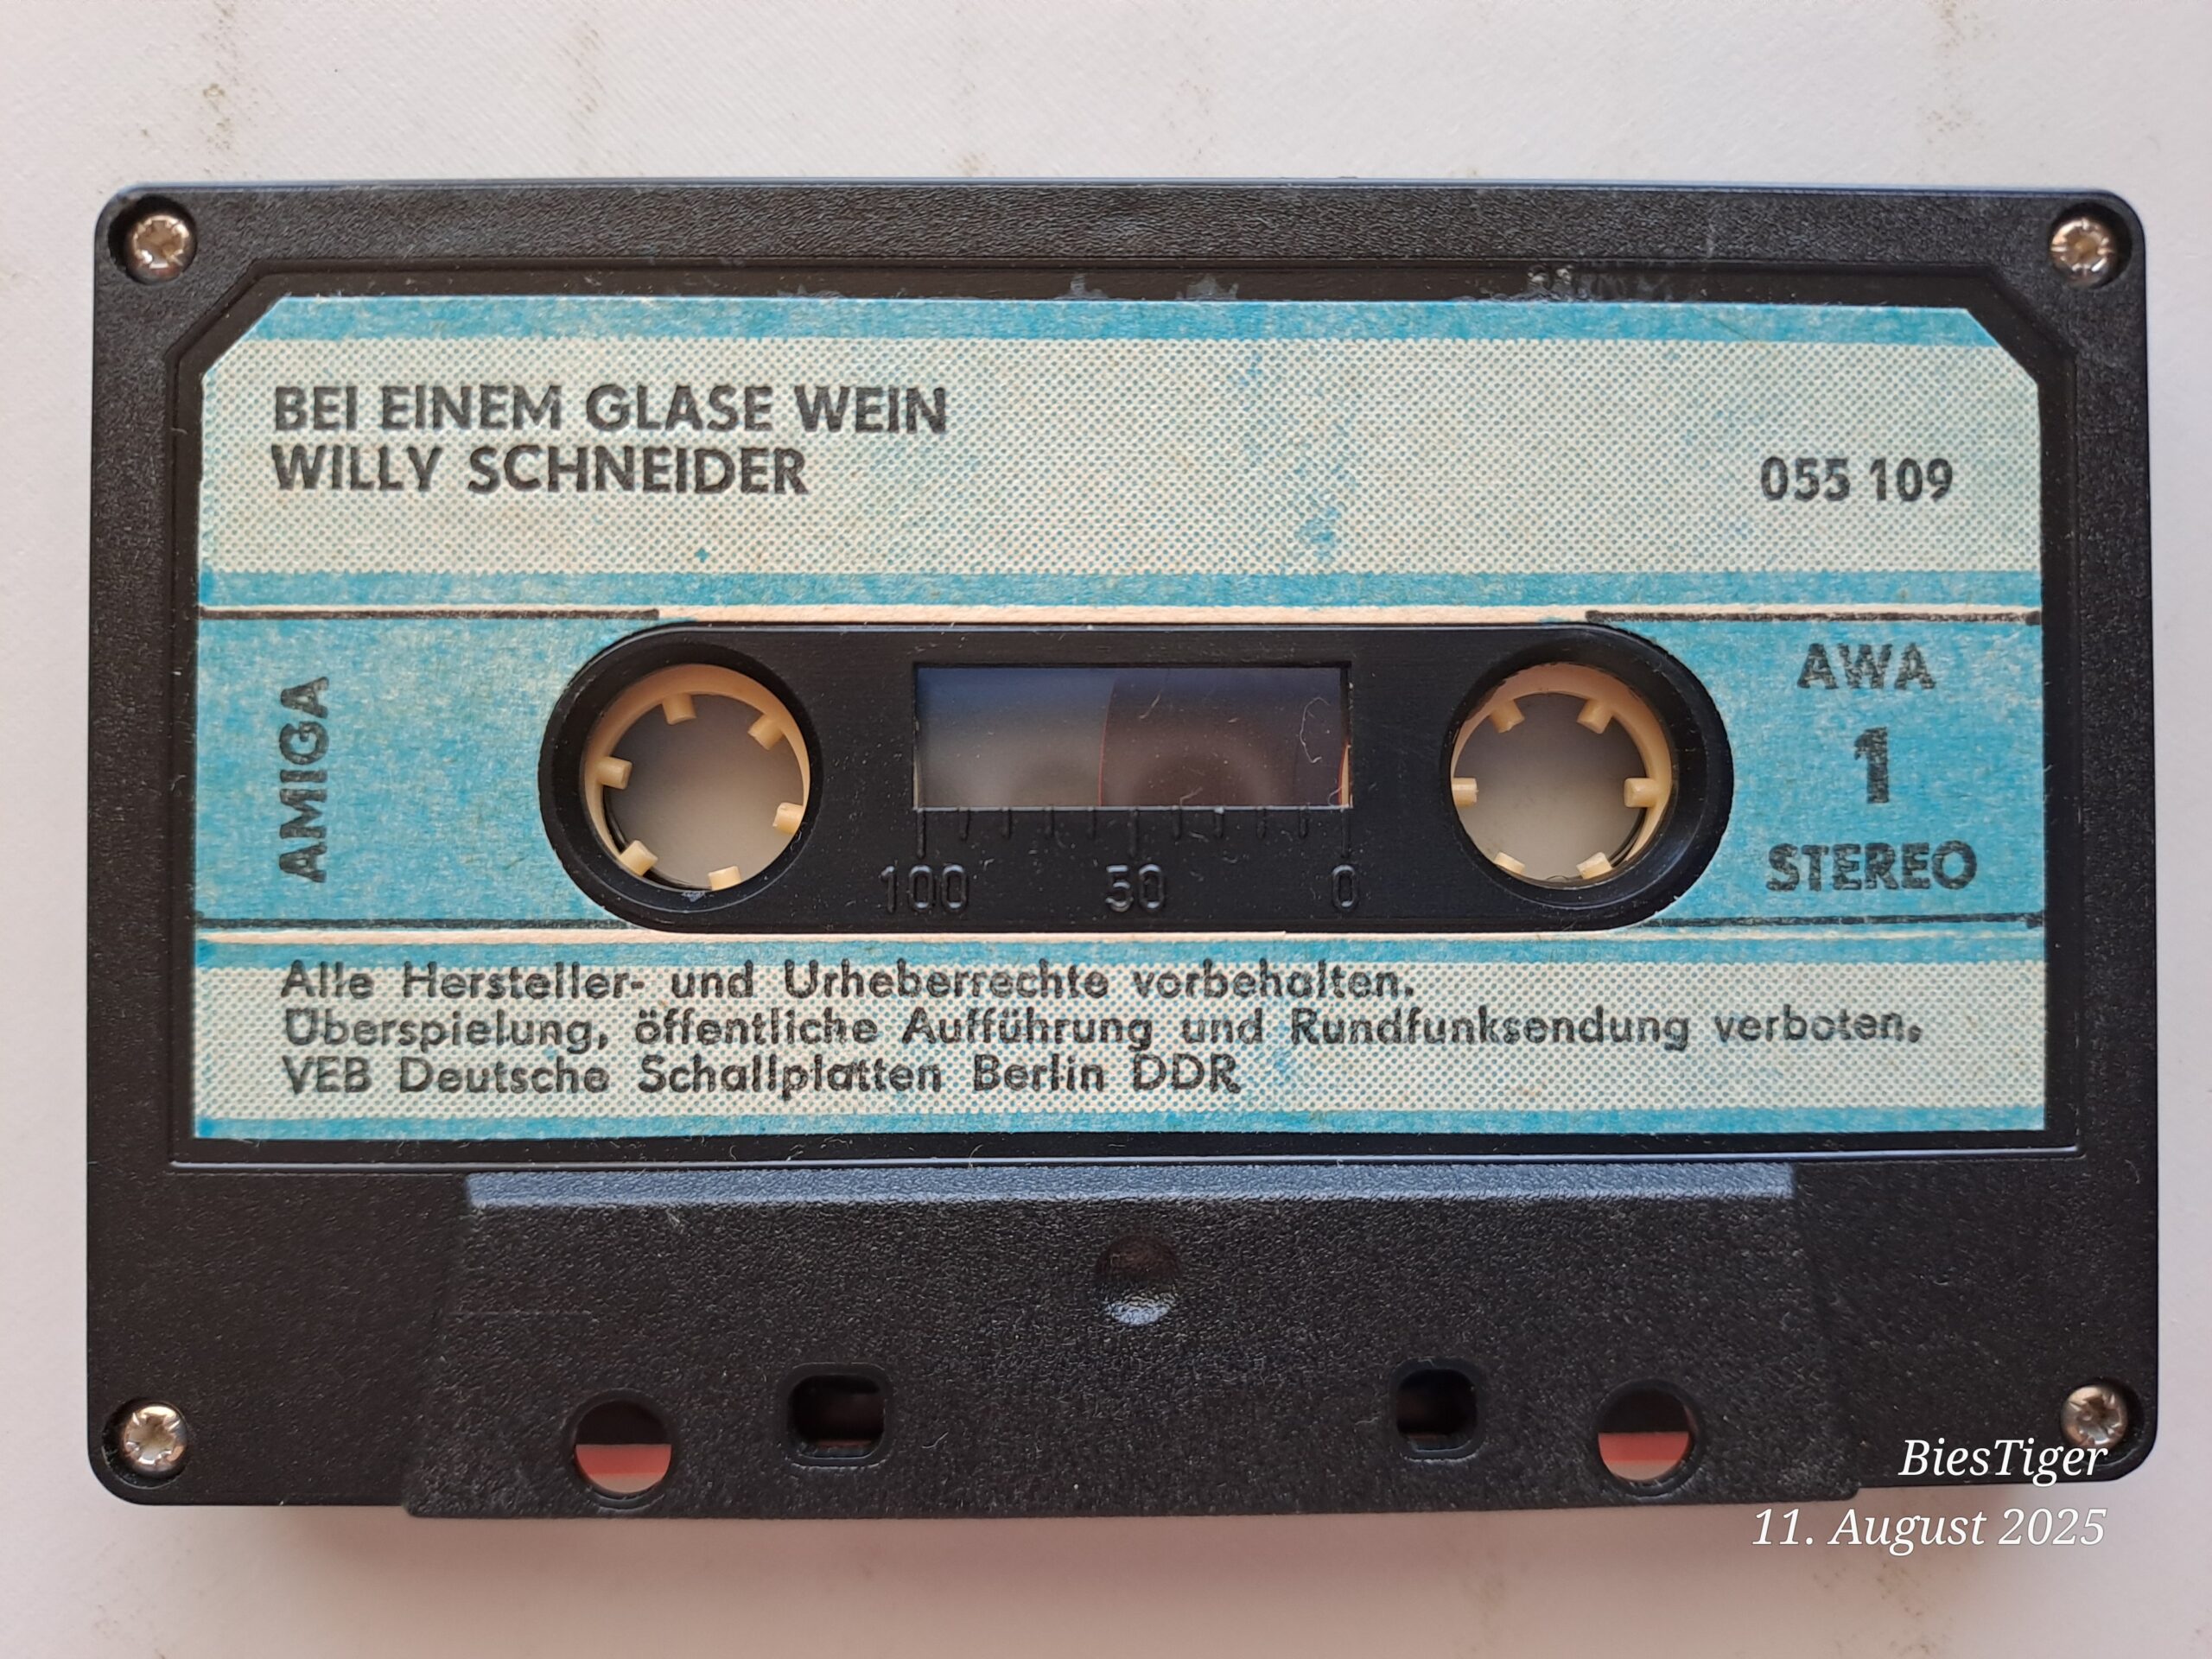 BEI EINEM GLASE WEIN
WILLY SCHNEIDER
055 109
AMIGA
AWA
1
STEREO
100 50 0
Alle Hersteller- und Urheberrechte vorbehalten.
Überspielung, öffentliche Aufführung und Rundfunksendung verboten.
VEB Deutsche Schallplatten Berlin DDR
BiesTiger
11. August 2025